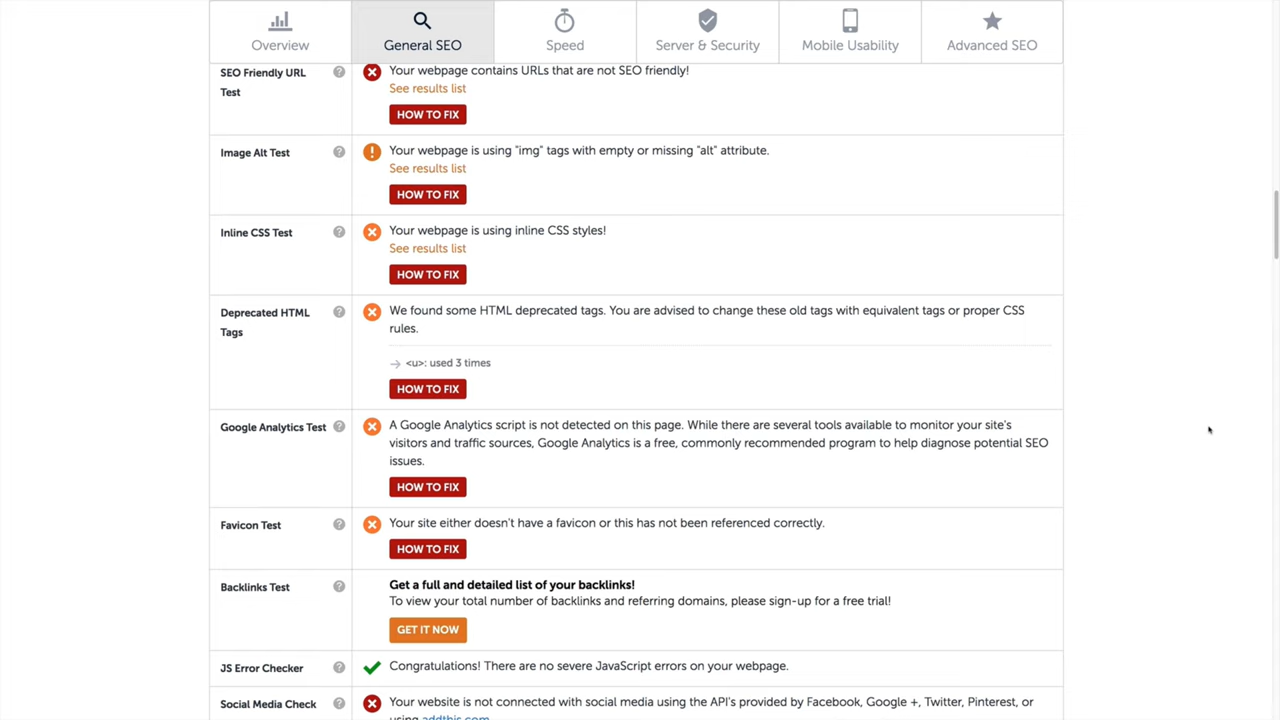 Overview
General SEO
Speed
Server & Security
Mobile Usability
Advanced SEO
SEO Friendly URL
Test
?
Your webpage contains URLs that are not SEO friendly!
See results list
HOW TO FIX
Image Alt Test
?
Your webpage is using "img" tags with empty or missing "alt" attribute.
See results list
HOW TO FIX
Inline CSS Test
?
Your webpage is using inline CSS styles!
See results list
HOW TO FIX
Deprecated HTML
Tags
?
We found some HTML deprecated tags. You are advised to change these old tags with equivalent tags or proper CSS
rules.
<u>: used 3 times
HOW TO FIX
Google Analytics Test
?
A Google Analytics script is not detected on this page. While there are several tools available to monitor your site's
visitors and traffic sources, Google Analytics is a free, commonly recommended program to help diagnose potential SEO
issues.
HOW TO FIX
Favicon Test
?
Your site either doesn't have a favicon or this has not been referenced correctly.
HOW TO FIX
Backlinks Test
?
Get a full and detailed list of your backlinks!
To view your total number of backlinks and referring domains, please sign-up for a free trial!
GET IT NOW
JS Error Checker
?
Congratulations! There are no severe JavaScript errors on your webpage.
Social Media Check
?
Your website is not connected with social media using the API's provided by Facebook, Google +, Twitter, Pinterest, or
using addthis.com